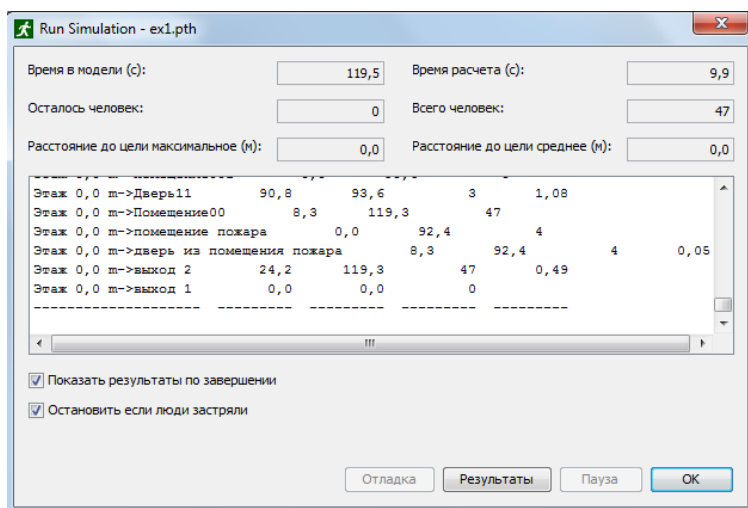 Run Simulation - ex1.pth
Время в модели (с): 119,5 Время расчета (с): 9,9
Осталось человек: 0 Всего человек: 47
Расстояние до цели максимальное (м): 0,0 Расстояние до цели среднее (м): 0,0
Этаж 0,0 m->Дверь11 90,8 93,6 3 1,08
Этаж 0,0 m->Помещение00 8,3 119,3 47
Этаж 0,0 m->помещение пожара 0,0 92,4 4
Этаж 0,0 m->дверь из помещения пожара 8,3 92,4 4 0,05
Этаж 0,0 m->выход 2 24,2 119,3 47 0,49
Этаж 0,0 m->выход 1 0,0 0,0 0
-------------------- --------- --------- --------- ---------
Показать результаты по завершении
Остановить если люди застряли
Отладка Результаты Пауза OK